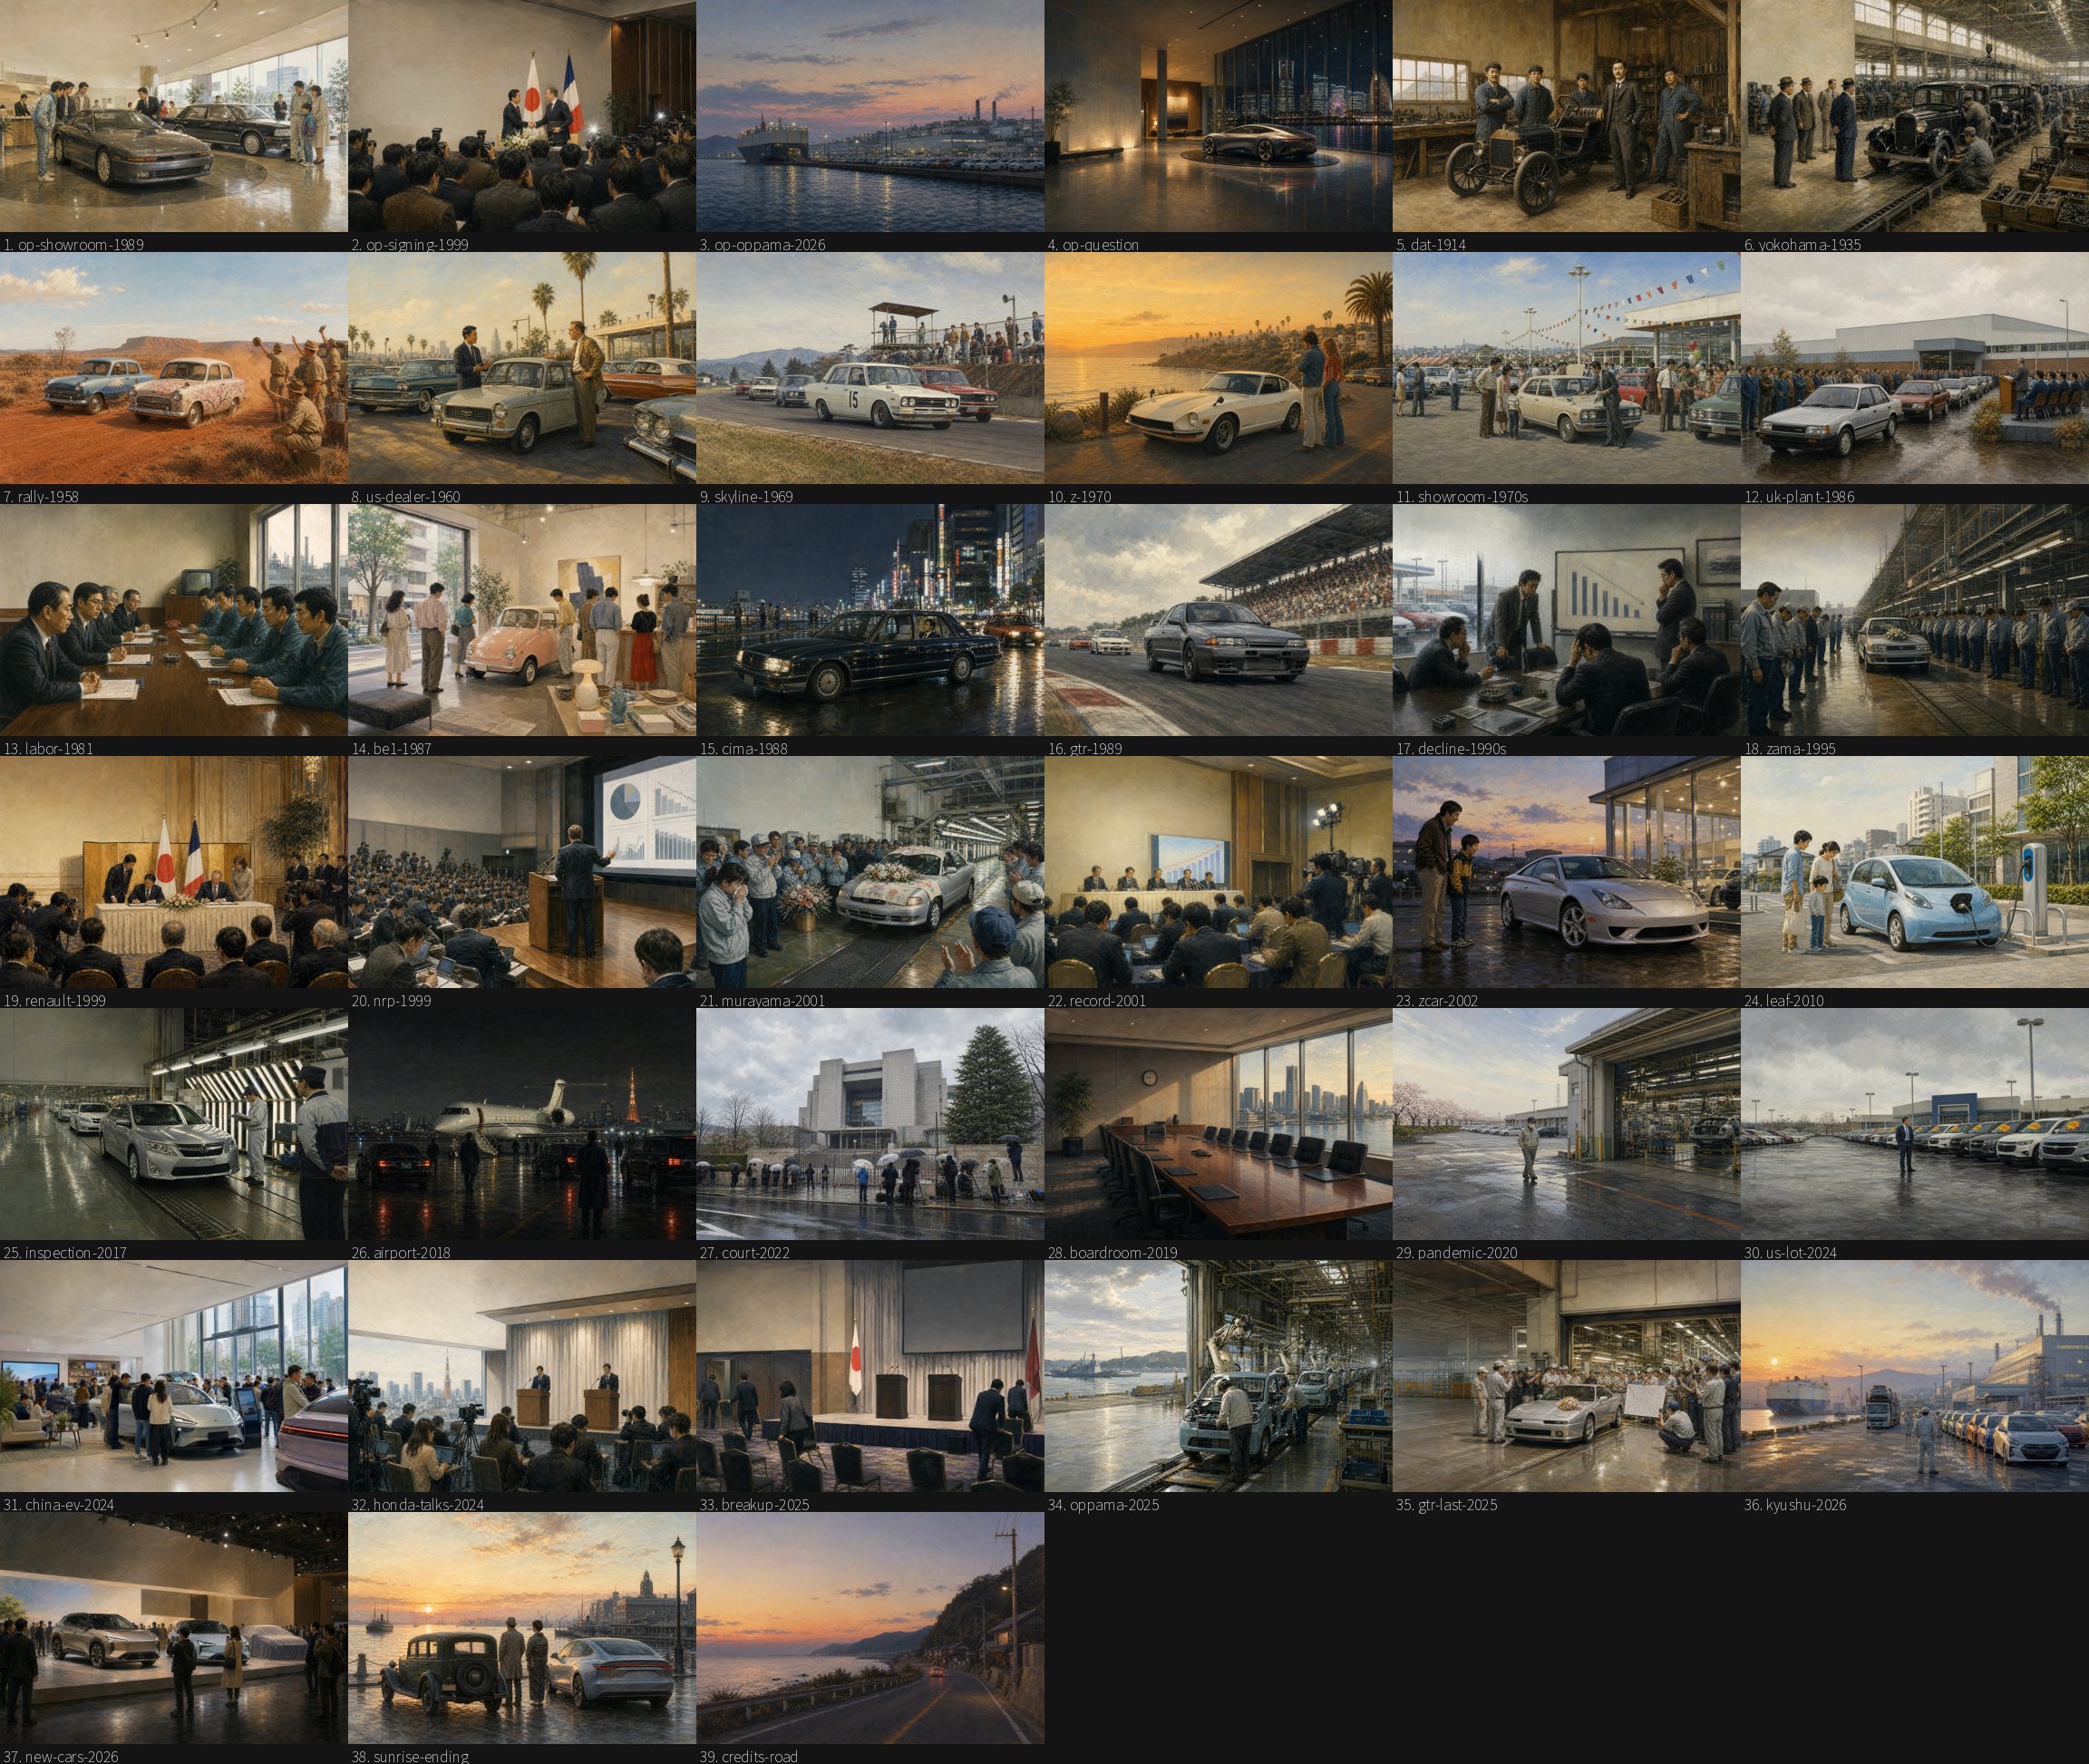 1. op-showroom-1989
2. op-signing-1999
3. op-oppama-2026
4. op-question
5. dat-1914
6. yokohama-1935
7. rally-1958
8. us-dealer-1960
15
9. skyline-1969
10. z-1970
11. showroom-1970s
12. uk-plant-1986
13. labor-1981
14. be1-1987
15. cima-1988
16. gtr-1989
17. decline-1990s
18. zama-1995
19. renault-1999
20. nrp-1999
21. murayama-2001
22. record-2001
23. zcar-2002
24. leaf-2010
25. inspection-2017
26. airport-2018
27. court-2022
28. boardroom-2019
29. pandemic-2020
30. us-lot-2024
31. china-ev-2024
32. honda-talks-2024
33. breakup-2025
34. oppama-2025
35. gtr-last-2025
36. kyushu-2026
37. new-cars-2026
38. sunrise-ending
39. credits-road